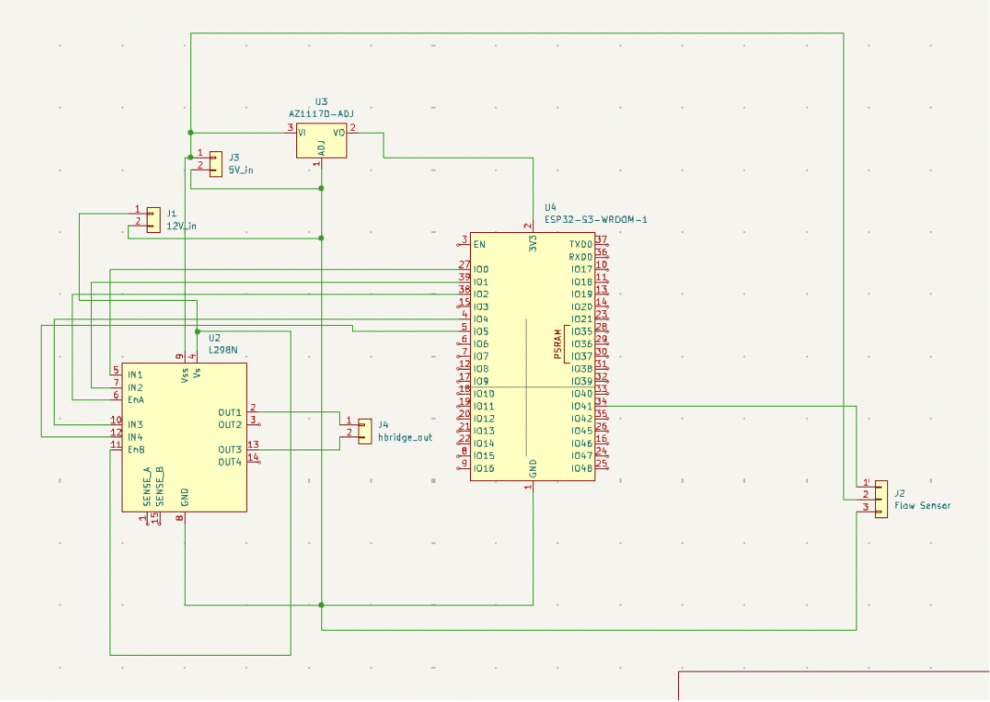 U3
AZ1117D-ADJ
3 VI VO 2
ADJ
1
1 J3
2 5V_in
1 J1
2 12V_in
U4
ESP32-S3-WROOM-1
2
3V3
3 EN
27 IO0
39 IO1
38 IO2
15 IO3
4 IO4
5 IO5
6 IO6
7 IO7
12 IO8
17 IO9
18 IO10
19 IO11
20 IO12
21 IO13
22 IO14
8 IO15
9 IO16
TXD0 37
RXD0 36
IO17 10
IO18 11
IO19 13
IO20 14
IO21 23
IO35 28
IO36 29
IO37 30
IO38 31
IO39 32
IO40 33
IO41 34
IO42 35
IO45 26
IO46 16
IO47 24
IO48 25
PSRAM
GND
1
U2
L298N
9 4
Vss Vs
5 IN1
7 IN2
6 EnA
10 IN3
12 IN4
11 EnB
OUT1 2
OUT2 3
OUT3 13
OUT4 14
SENSE_A SENSE_B GND
1 15 8
1 J4
2 hbridge_out
1 J2
2 Flow Sensor
3